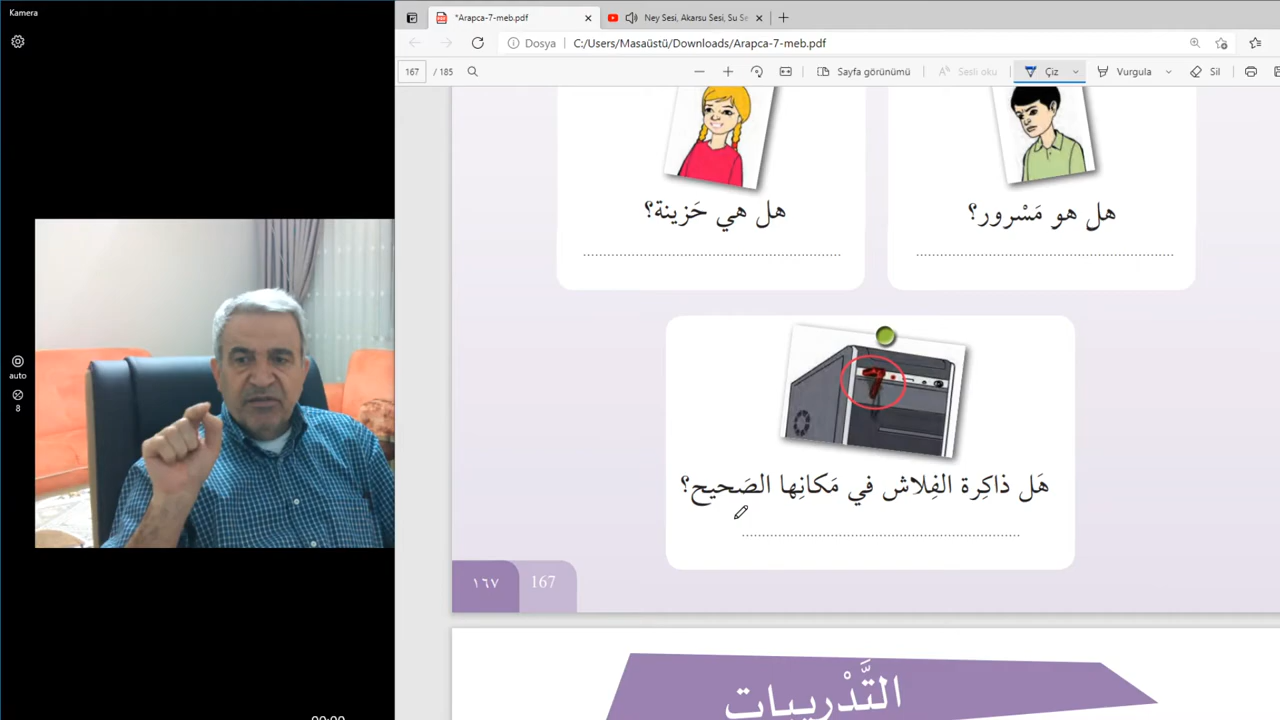 Kamera
*Arapca-7-meb.pdf
Ney Sesi, Akarsu Sesi, Su Se
Dosya
C:/Users/Masaüstü/Downloads/Arapca-7-meb.pdf
167 / 185
Sayfa görünümü
Sesli oku
Çiz
Vurgula
Sil
auto
8
هل هو مَسْرور؟
هل هي حَزينة؟
هَل ذاكِرة الفِلاش في مَكانِها الصَحيح؟
١٦٧ 167
التَّدْريبات